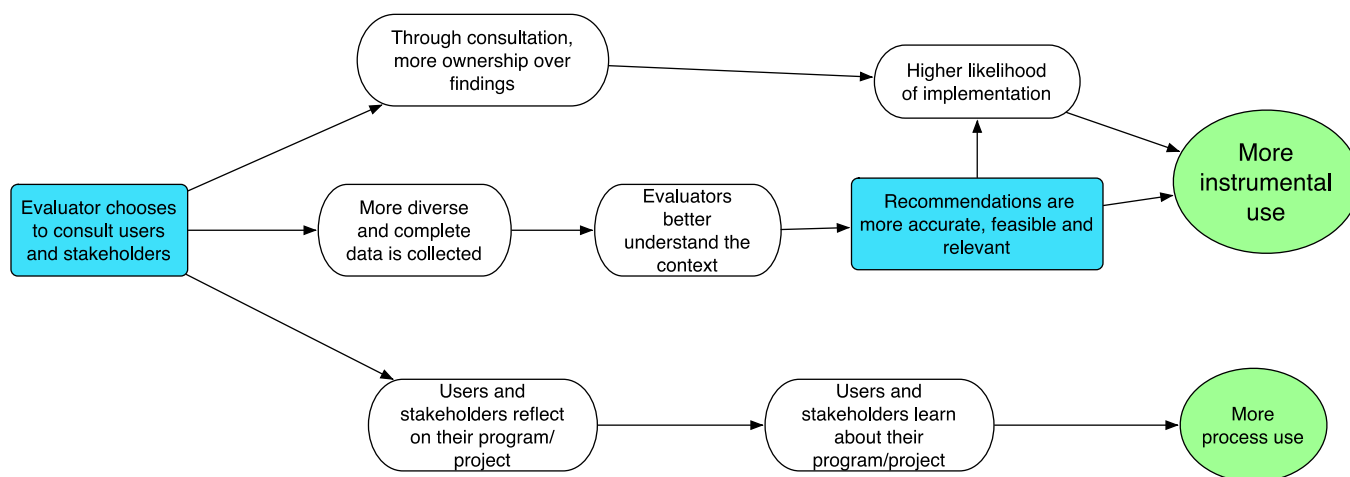 Through consultation,
more ownership over
findings
Higher likelihood
of implementation
More
instrumental
use
Evaluator chooses
to consult users
and stakeholders
More diverse
and complete
data is collected
Evaluators
better
understand the
context
Recommendations are
more accurate, feasible and
relevant
Users and
stakeholders reflect
on their program/
project
Users and
stakeholders learn
about their
program/project
More
process use